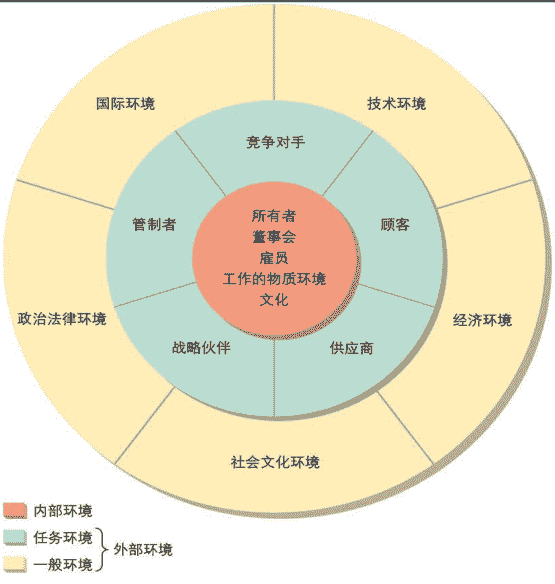 国际环境
技术环境
竞争对手
管制者
顾客
所有者
董事会
雇员
工作的物质环境
文化
政治法律环境
经济环境
战略伙伴
供应商
社会文化环境
内部环境
任务环境
外部环境
一般环境